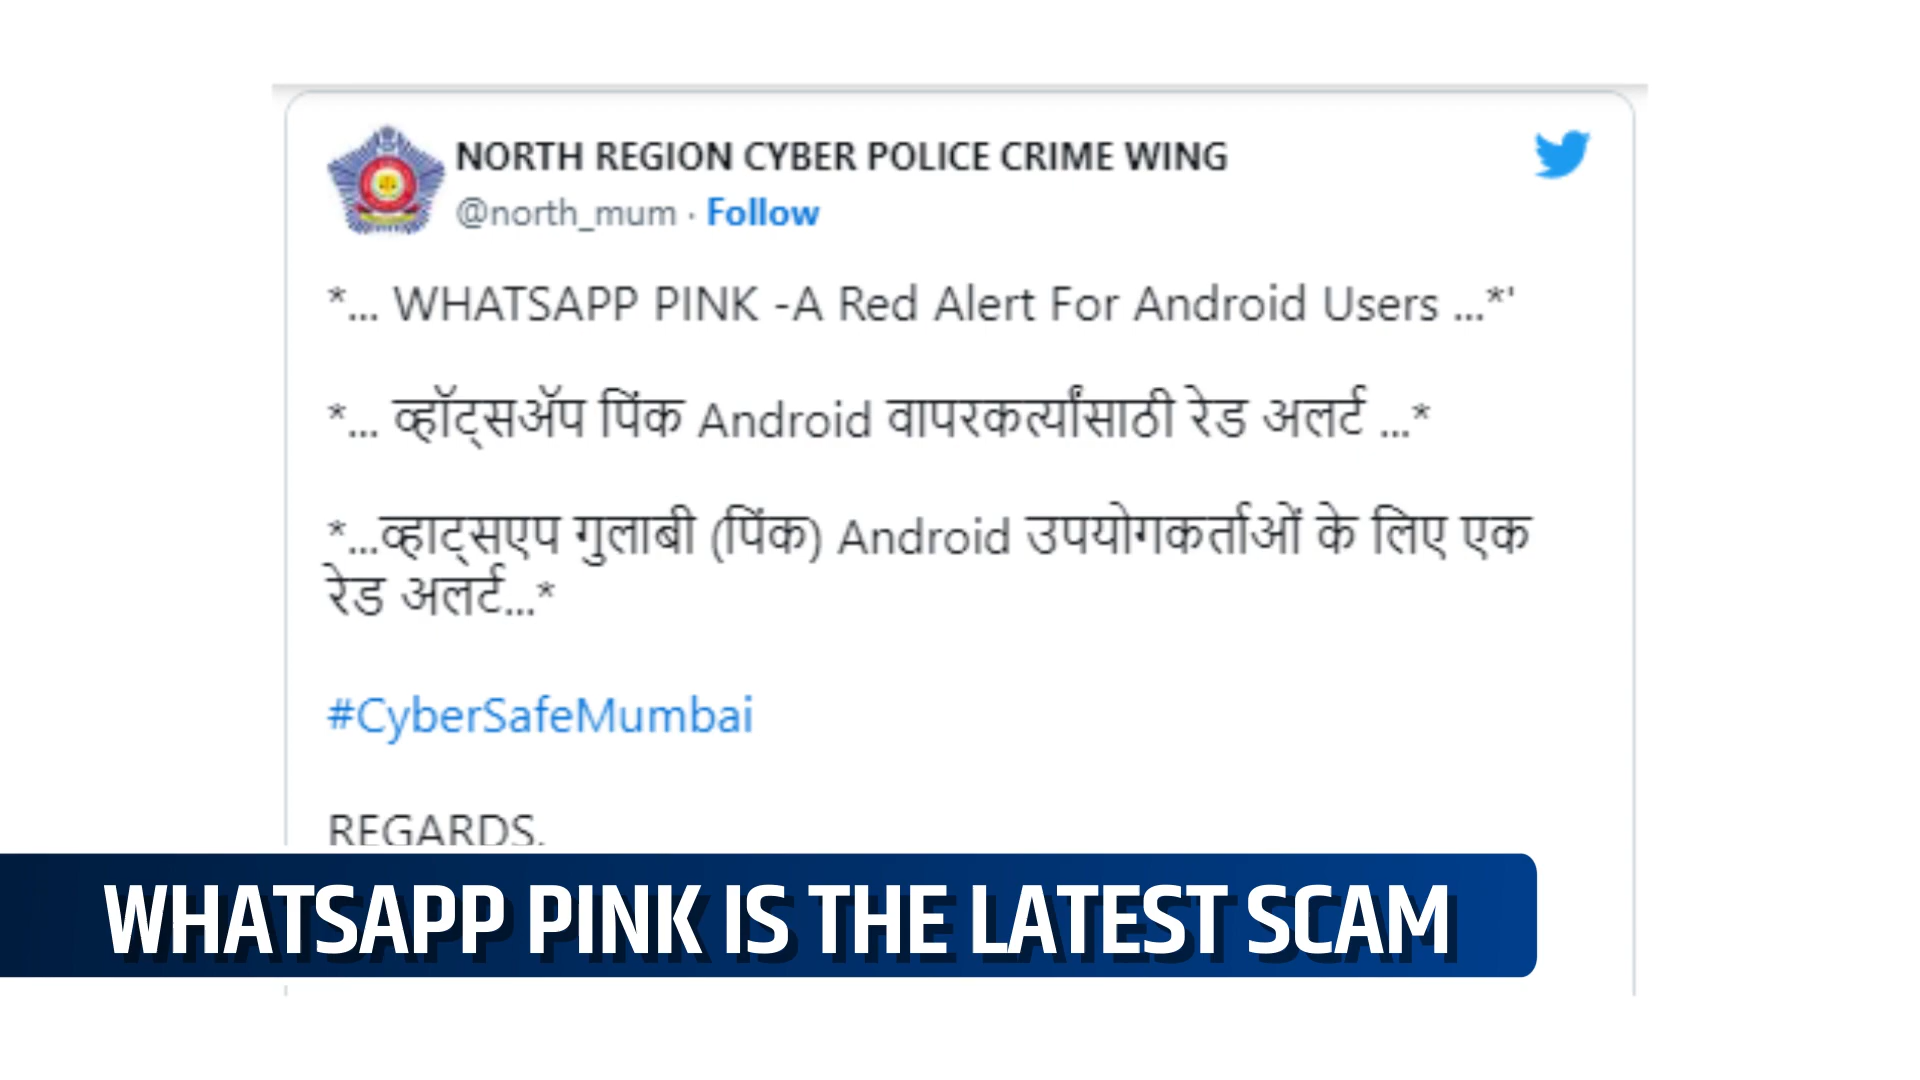 NORTH REGION CYBER POLICE CRIME WING
@north_mum · Follow
*... WHATSAPP PINK -A Red Alert For Android Users ...*'
*... व्हॉट्सॲप पिंक Android वापरकर्त्यांसाठी रेड अलर्ट ...*
*...व्हाट्सएप गुलाबी (पिंक) Android उपयोगकर्ताओं के लिए एक
रेड अलर्ट...*
#CyberSafeMumbai
REGARDS.
WHATSAPP PINK IS THE LATEST SCAM